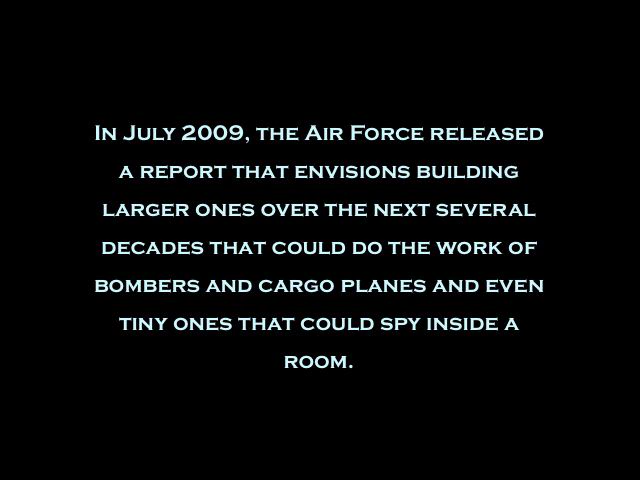 In July 2009, the Air Force released
a report that envisions building
larger ones over the next several
decades that could do the work of
bombers and cargo planes and even
tiny ones that could spy inside a
room.